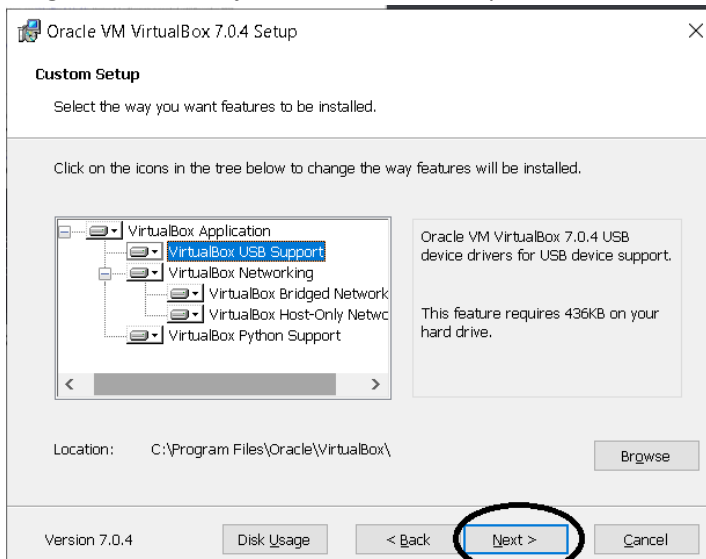 Oracle VM VirtualBox 7.0.4 Setup
Custom Setup
Select the way you want features to be installed.
Click on the icons in the tree below to change the way features will be installed.
VirtualBox Application
VirtualBox USB Support
VirtualBox Networking
VirtualBox Bridged Network
VirtualBox Host-Only Netwo
VirtualBox Python Support
Oracle VM VirtualBox 7.0.4 USB
device drivers for USB device support.
This feature requires 436KB on your
hard drive.
Location: C:\Program Files\Oracle\VirtualBox\
Browse
Version 7.0.4 Disk Usage < Back Next > Cancel